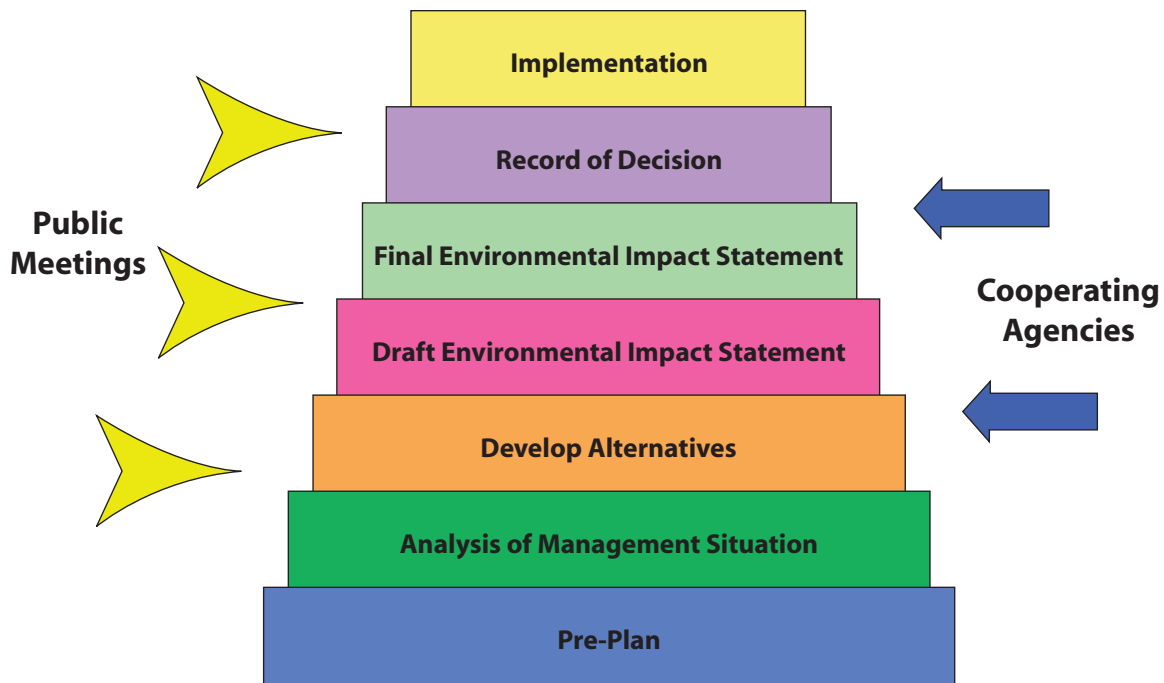 Implementation
Record of Decision
Public
Meetings
Final Environmental Impact Statement
Cooperating
Agencies
Draft Environmental Impact Statement
Develop Alternatives
Analysis of Management Situation
Pre-Plan